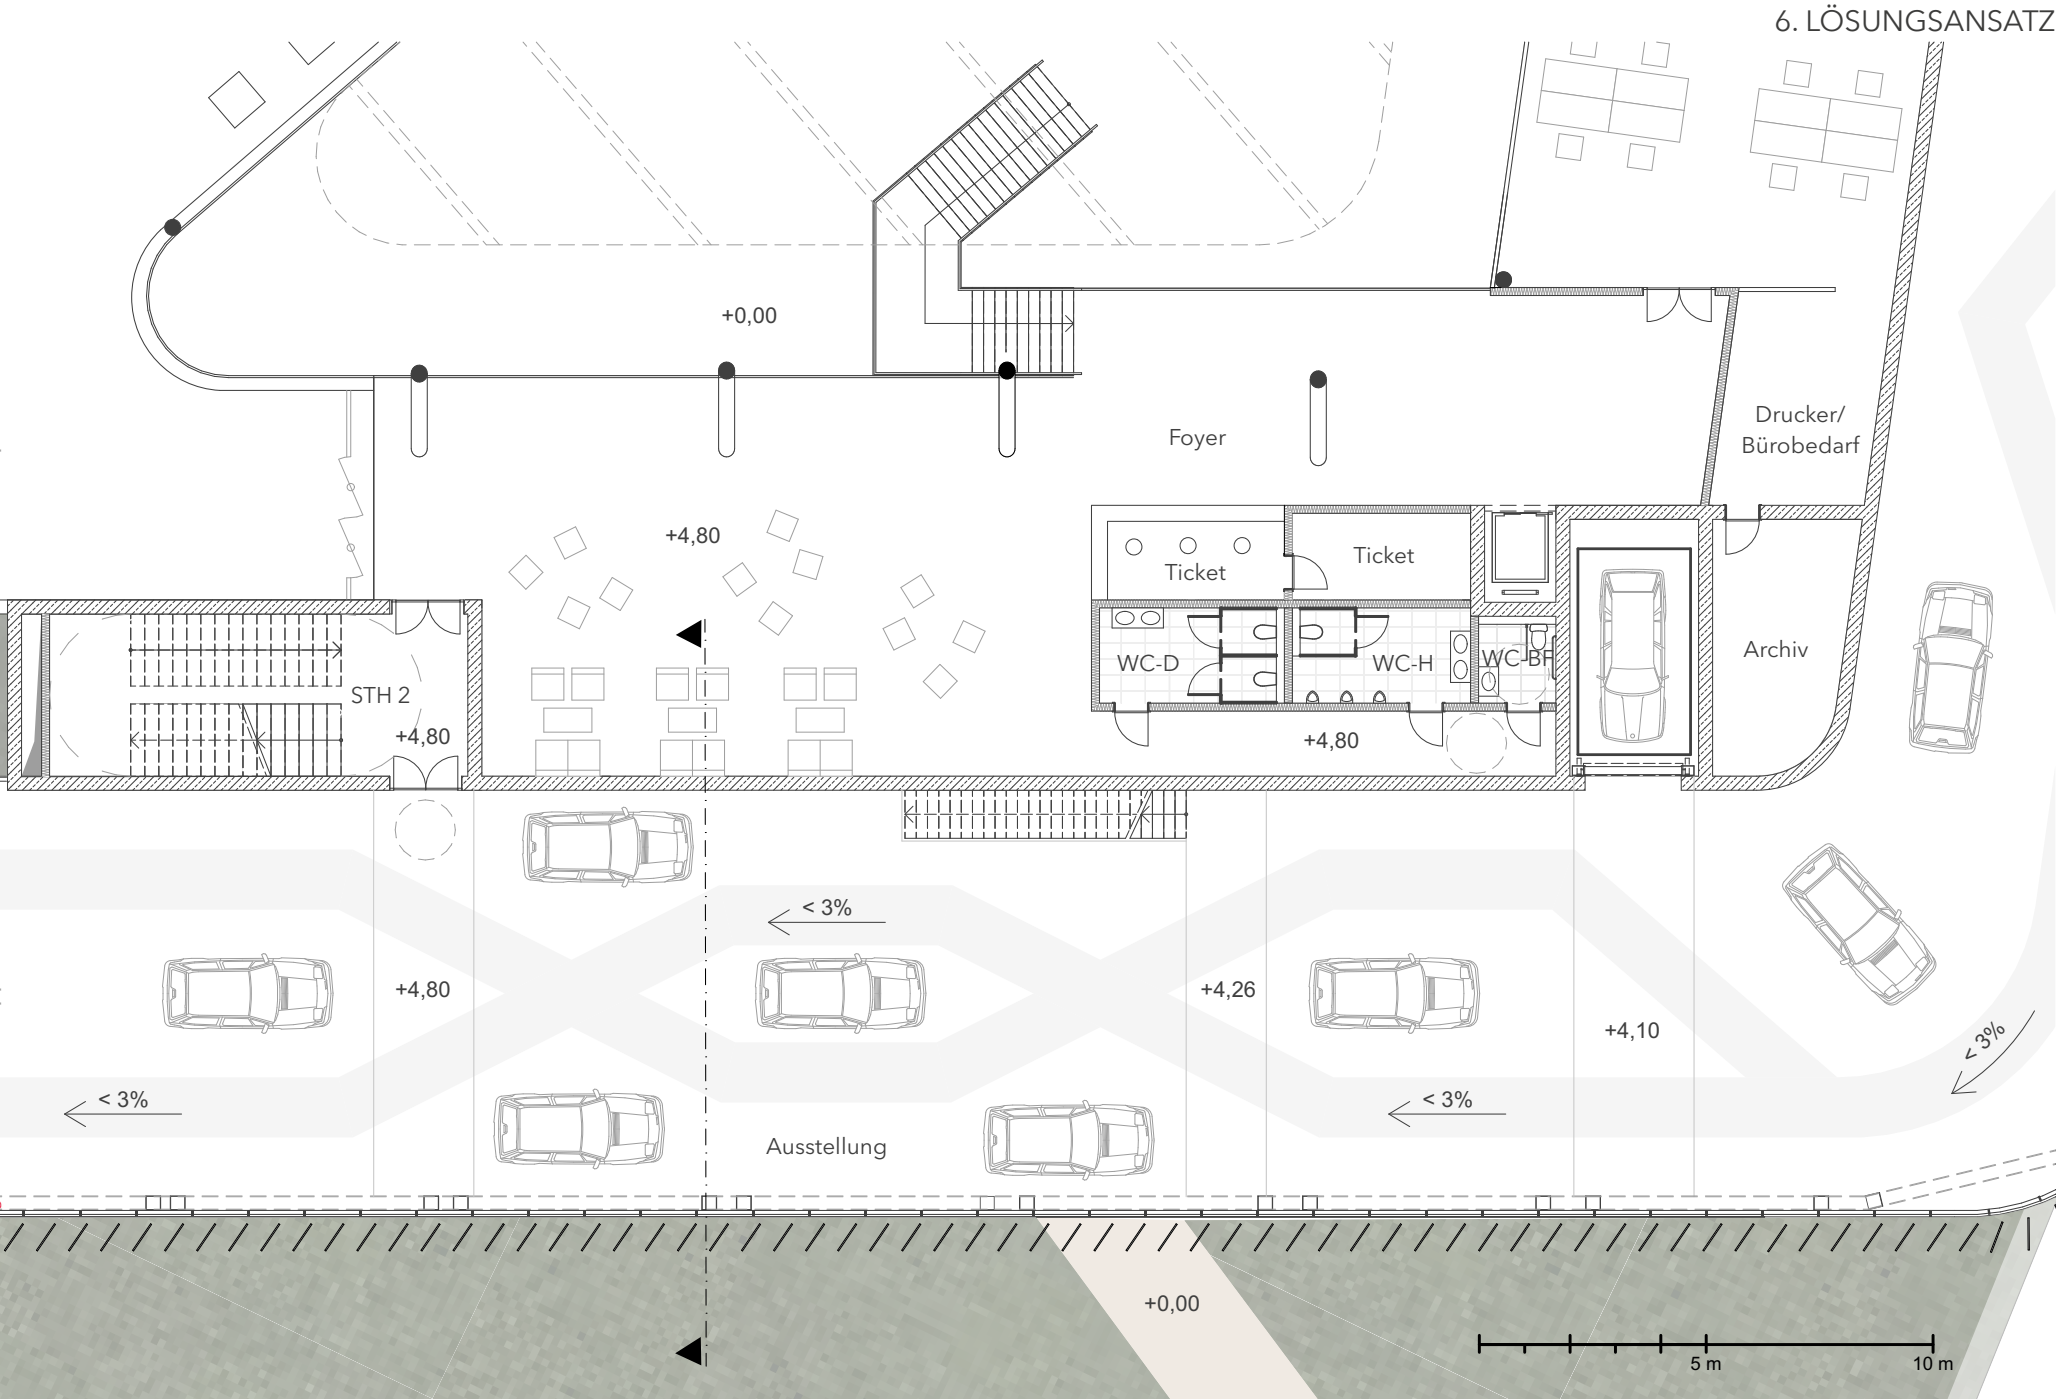 6. LÖSUNGSANSATZ
+0,00
Foyer
Drucker/
Bürobedarf
+4,80
Ticket
Ticket
WC-D
WC-H
WC-BF
Archiv
STH 2
+4,80
+4,80
< 3%
+4,80
+4,26
+4,10
< 3%
< 3%
< 3%
Ausstellung
+0,00
5 m
10 m